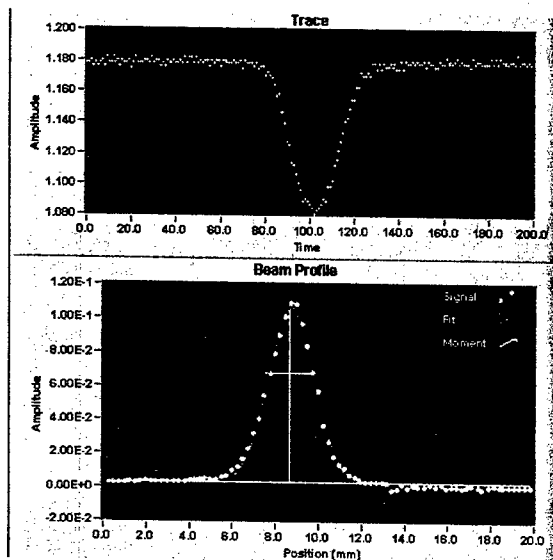 Trace
1.200
1.180
1.160
1.140
1.120
1.100
1.080
Amplitude
0.0 20.0 40.0 60.0 80.0 100.0 120.0 140.0 160.0 180.0 200.0
Time
Beam Profile
1.20E-1
1.00E-1
8.00E-2
6.00E-2
4.00E-2
2.00E-2
0.00E+0
-2.00E-2
Amplitude
Signal
Fit
Moment
0.0 2.0 4.0 6.0 8.0 10.0 12.0 14.0 16.0 18.0 20.0
Position [mm]